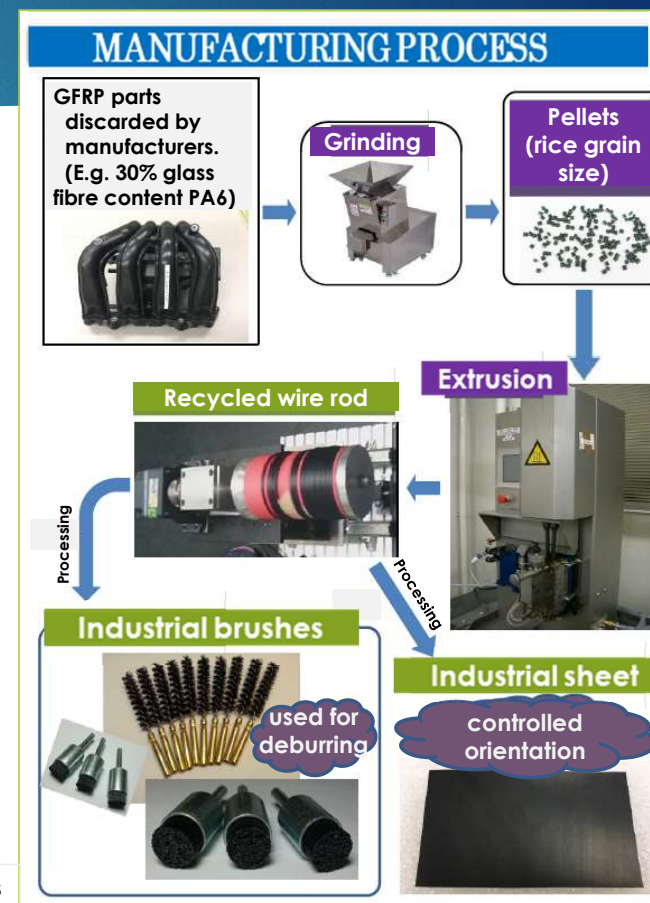 MANUFACTURING PROCESS
GFRP parts
discarded by
manufacturers.
(E.g. 30% glass
fibre content PA6)
Grinding
Pellets
(rice grain
size)
Extrusion
Recycled wire rod
Processing
Processing
Industrial brushes
used for
deburring
Industrial sheet
controlled
orientation